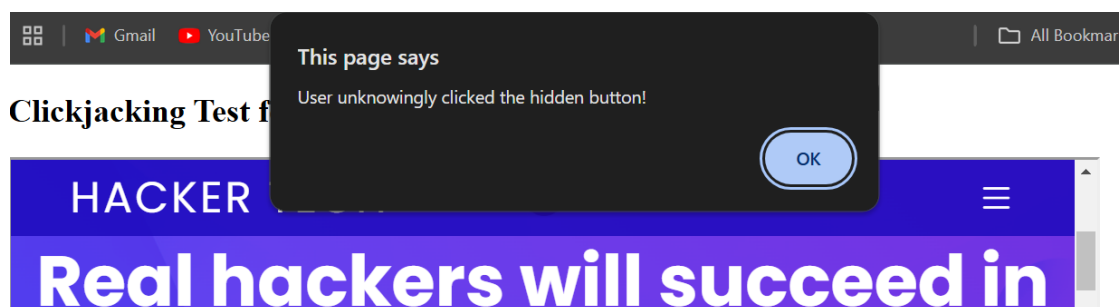 Gmail
YouTube
All Bookmar
This page says
User unknowingly clicked the hidden button!
OK
Clickjacking Test f
HACKER
Real hackers will succeed in